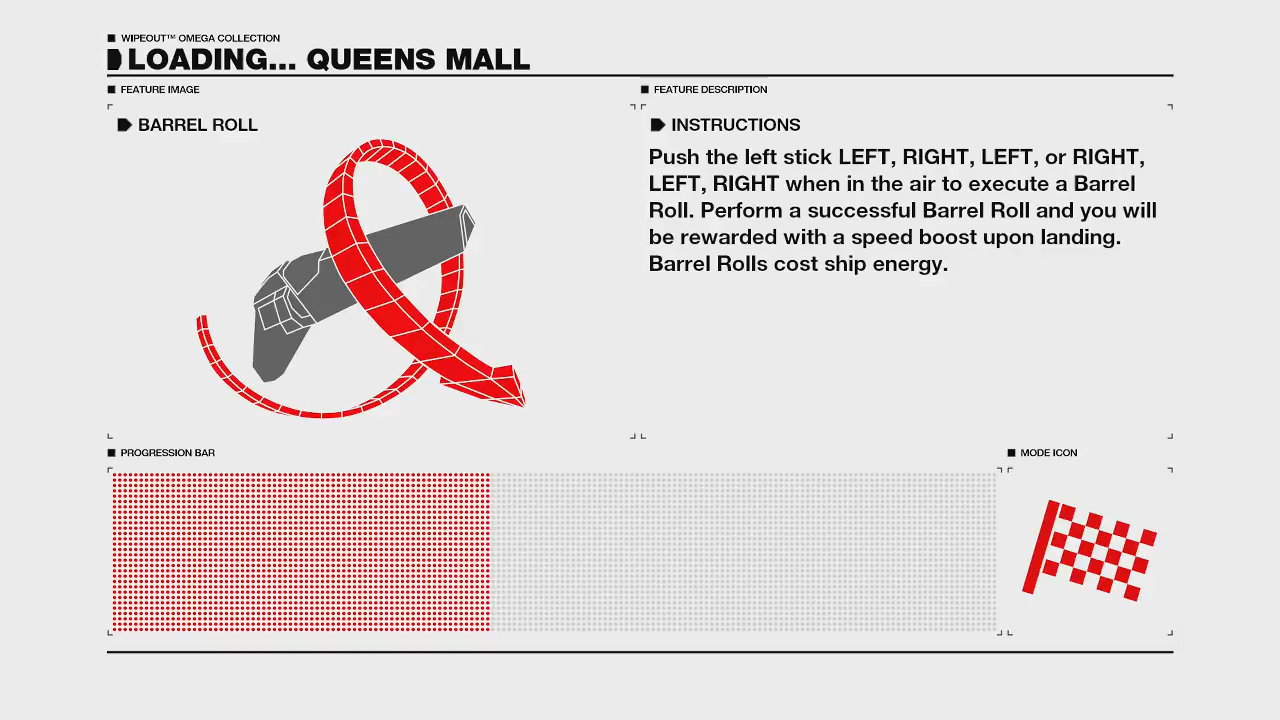 WIPEOUT™ OMEGA COLLECTION
LOADING... QUEENS MALL
FEATURE IMAGE
BARREL ROLL
FEATURE DESCRIPTION
INSTRUCTIONS
Push the left stick LEFT, RIGHT, LEFT, or RIGHT,
LEFT, RIGHT when in the air to execute a Barrel
Roll. Perform a successful Barrel Roll and you will
be rewarded with a speed boost upon landing.
Barrel Rolls cost ship energy.
PROGRESSION BAR
MODE ICON